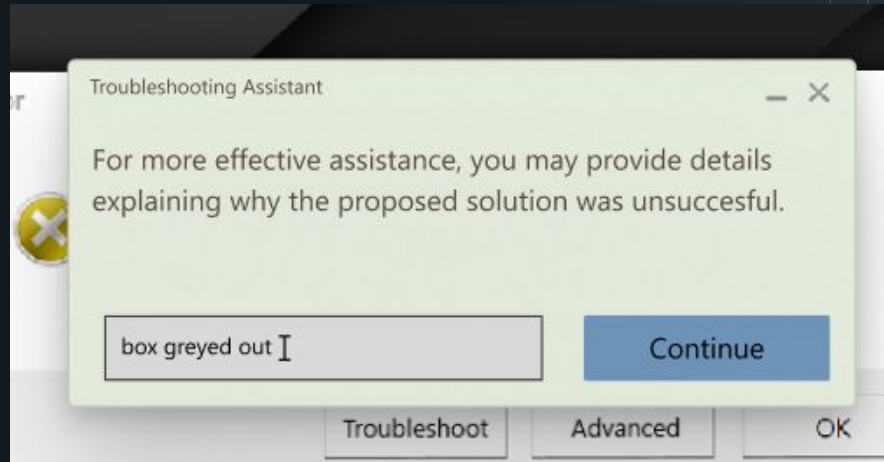 or
Troubleshooting Assistant
For more effective assistance, you may provide details
explaining why the proposed solution was unsuccesful.
box greyed out
Continue
Troubleshoot
Advanced
OK